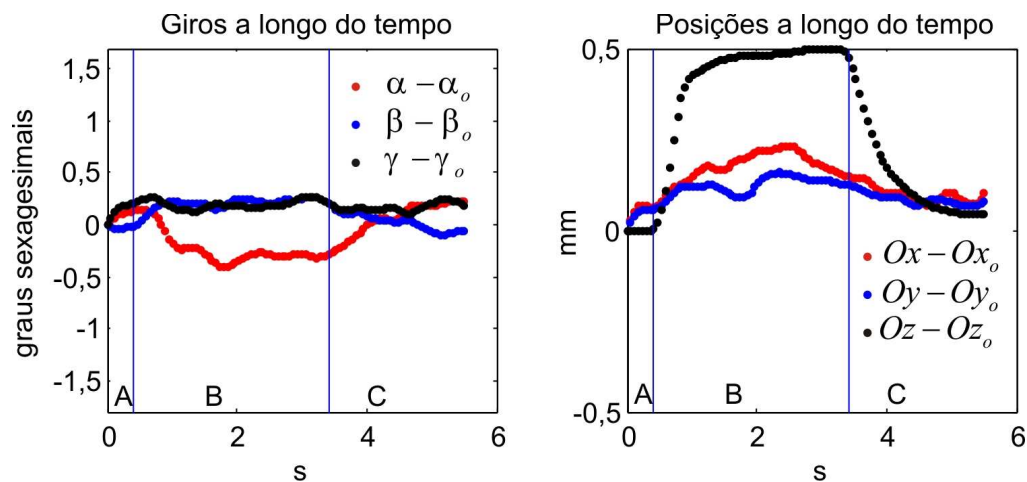 Giros a longo do tempo
1,5
1
0,5
0
-0,5
-1
-1,5
graus sexagesimais
α − αₒ
β − βₒ
γ − γₒ
A B C
0 2 4 6
s
Posições a longo do tempo
0,5
0
-0,5
mm
Ox − Oxₒ
Oy − Oyₒ
Oz − Ozₒ
A B C
0 2 4 6
s